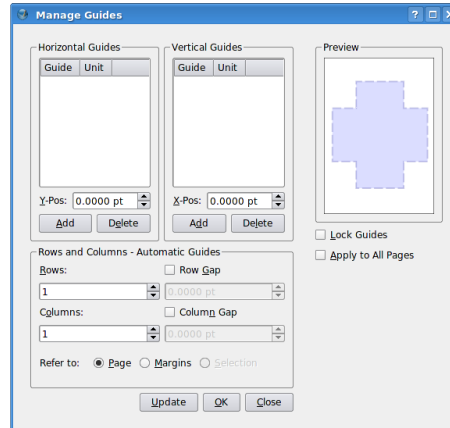 Manage Guides
Horizontal Guides
Guide Unit
Y-Pos: 0.0000 pt
Add Delete
Vertical Guides
Guide Unit
X-Pos: 0.0000 pt
Add Delete
Preview
Lock Guides
Apply to All Pages
Rows and Columns - Automatic Guides
Rows: Row Gap
1 0.0000 pt
Columns: Column Gap
1 0.0000 pt
Refer to: Page Margins Selection
Update OK Close